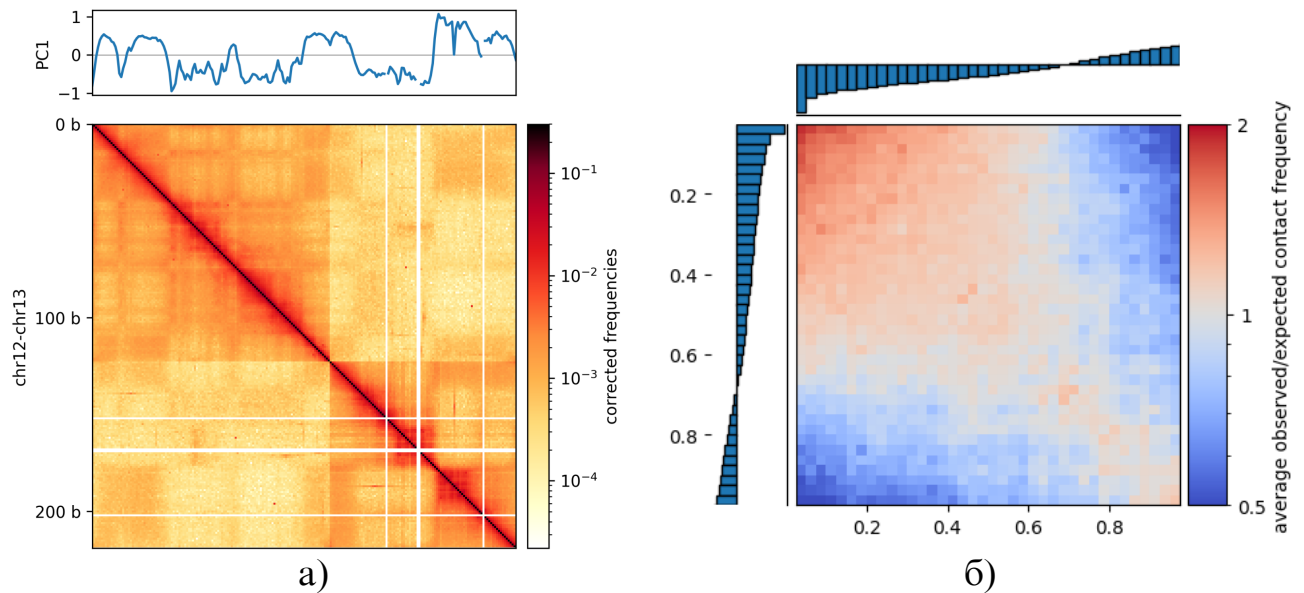 1
0
−1
PC1
0 b
100 b
200 b
chr12-chr13
10⁻¹
10⁻²
10⁻³
10⁻⁴
corrected frequencies
а)
0.2
0.4
0.6
0.8
0.2
0.4
0.6
0.8
2
1
0.5
average observed/expected contact frequency
б)